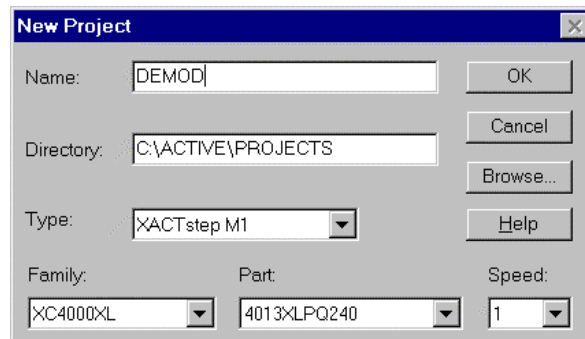 New Project
Name: DEMOD OK
Cancel
Directory: C:\ACTIVE\PROJECTS
Browse...
Type: XACTstep M1 Help
Family: Part: Speed:
XC4000XL 4013XLPQ240 1